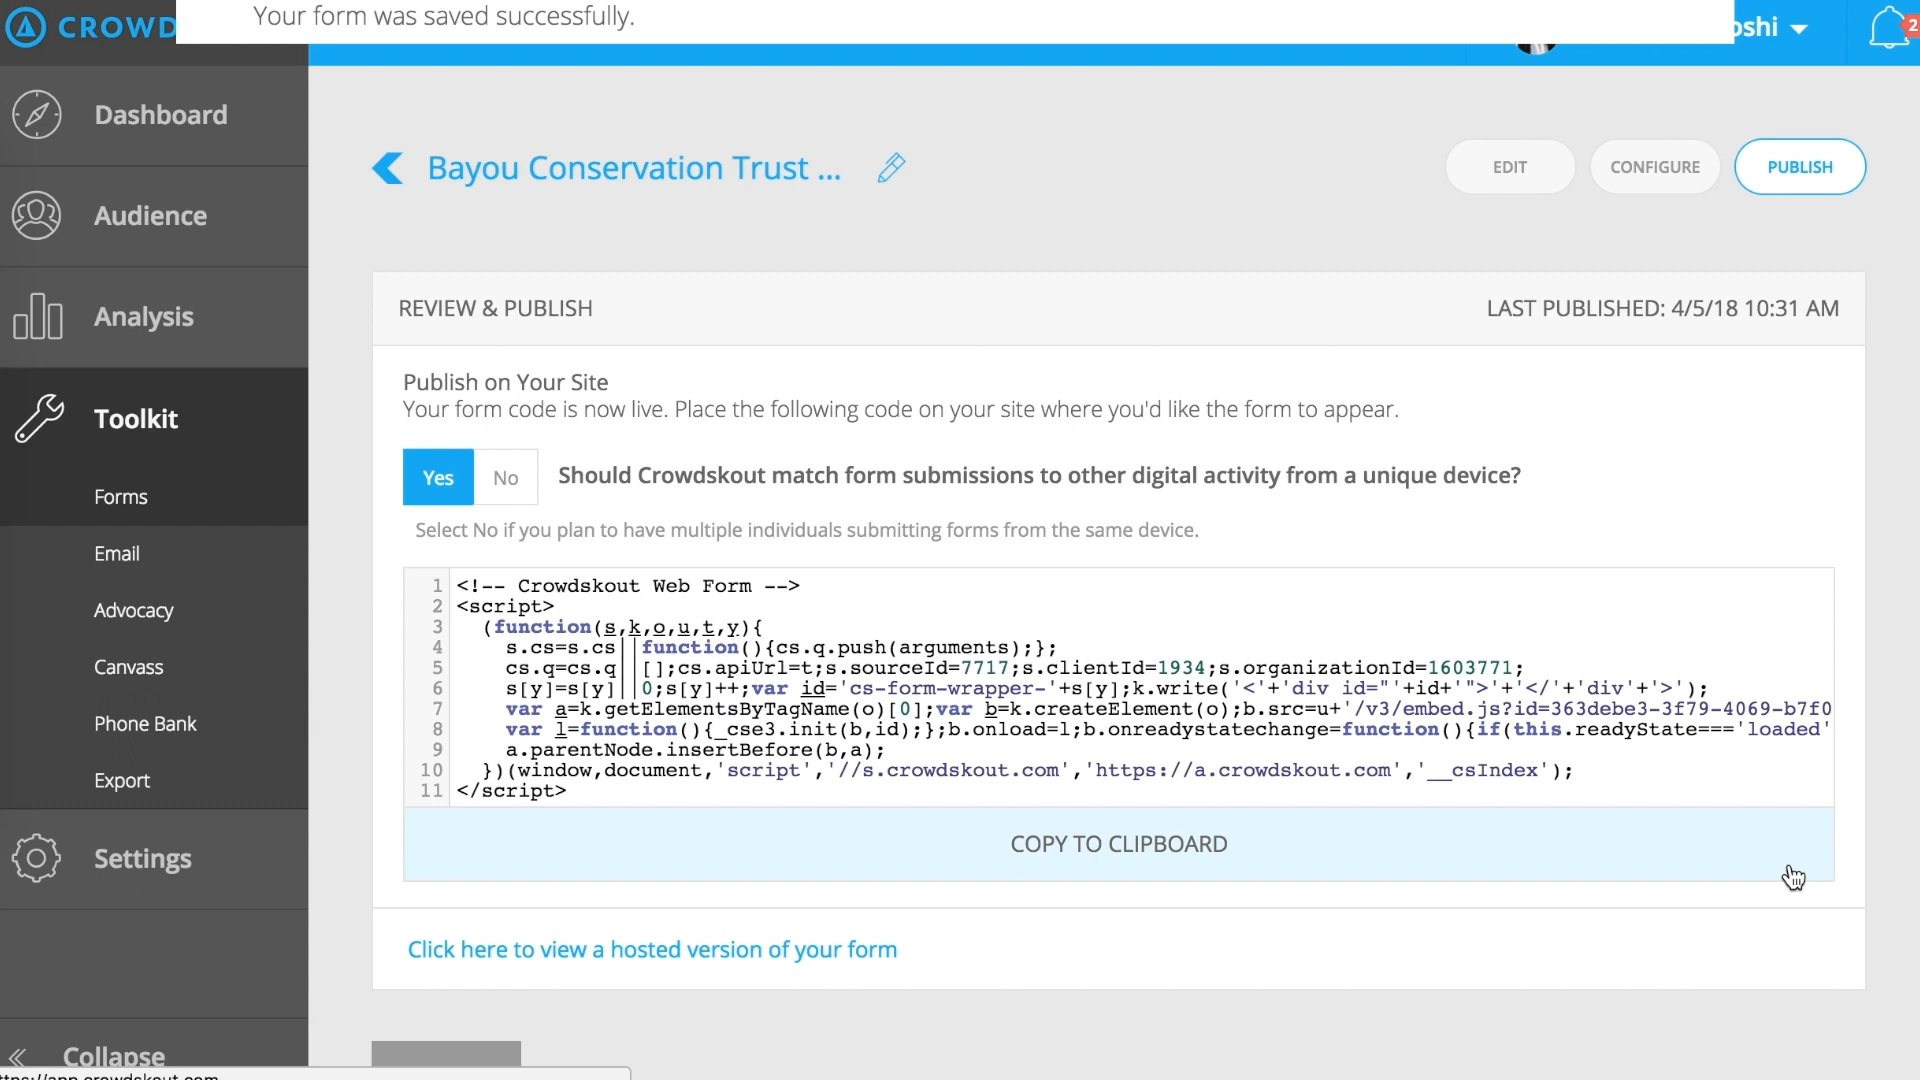 Your form was saved successfully.
CROWD
oshi
2
Dashboard
Audience
Analysis
Toolkit
Forms
Email
Advocacy
Canvass
Phone Bank
Export
Settings
Collapse
Bayou Conservation Trust ...
EDIT
CONFIGURE
PUBLISH
REVIEW & PUBLISH
LAST PUBLISHED: 4/5/18 10:31 AM
Publish on Your Site
Your form code is now live. Place the following code on your site where you'd like the form to appear.
Yes
No
Should Crowdskout match form submissions to other digital activity from a unique device?
Select No if you plan to have multiple individuals submitting forms from the same device.
1 <!-- Crowdskout Web Form -->
2 <script>
3 (function(s,k,o,u,t,y){
4 s.cs=s.cs||function(){cs.q.push(arguments);};
5 cs.q=cs.q||[];cs.apiUrl=t;s.sourceId=7717;s.clientId=1934;s.organizationId=1603771;
6 s[y]=s[y]||0;s[y]++;var id='cs-form-wrapper-'+s[y];k.write('<'+'div id="'+id+'">'+'</'+'div'+'>');
7 var a=k.getElementsByTagName(o)[0];var b=k.createElement(o);b.src=u+'/v3/embed.js?id=363debe3-3f79-4069-b7f0
8 var l=function(){_cse3.init(b,id);};b.onload=l;b.onreadystatechange=function(){if(this.readyState==='loaded'
9 a.parentNode.insertBefore(b,a);
10 })(window,document,'script','//s.crowdskout.com','https://a.crowdskout.com','__csIndex');
11 </script>
COPY TO CLIPBOARD
Click here to view a hosted version of your form
ttps://app.crowdskout.com